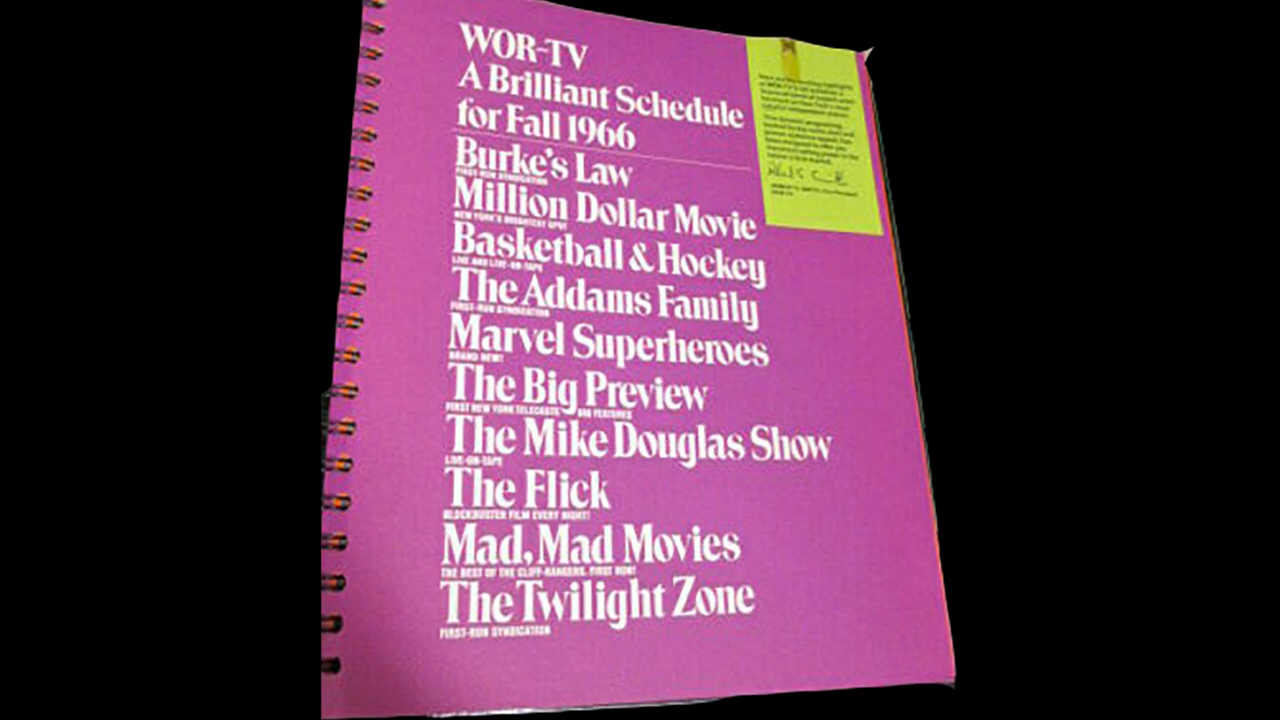 WOR-TV
A Brilliant Schedule
for Fall 1966
Burke's Law
FIRST-RUN SYNDICATION
Million Dollar Movie
NEW YORK'S BRIGHTEST SPOT
Basketball & Hockey
LIVE AND LIVE-ON-TAPE
The Addams Family
FIRST-RUN SYNDICATION
Marvel Superheroes
BRAND NEW!
The Big Preview
FIRST NEW YORK TELECASTS BIG FEATURES
The Mike Douglas Show
LIVE-ON-TAPE
The Flick
BLOCKBUSTER FILM EVERY NIGHT!
Mad, Mad Movies
THE BEST OF THE CLIFF-HANGERS. FIRST RUN!
The Twilight Zone
FIRST-RUN SYNDICATION